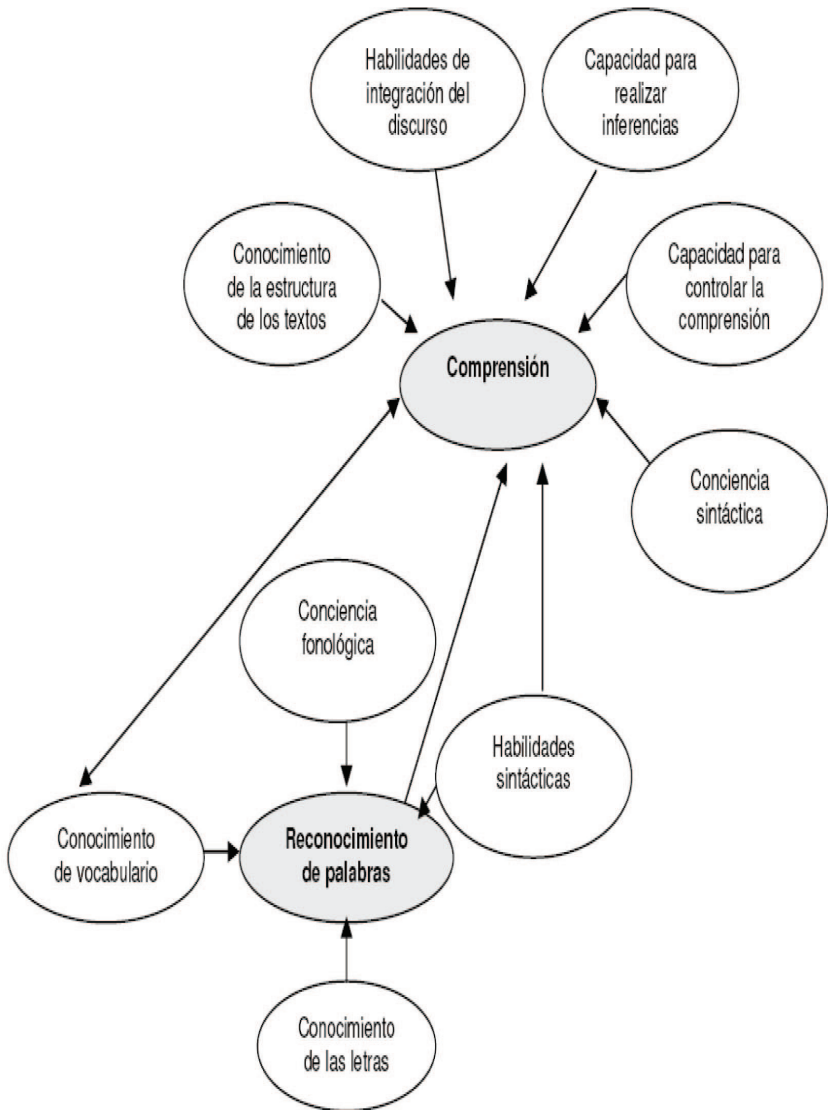 Habilidades de
integración del
discurso
Capacidad para
realizar
inferencias
Conocimiento
de la estructura
de los textos
Capacidad para
controlar la
comprensión
Comprensión
Conciencia
sintáctica
Conciencia
fonológica
Habilidades
sintácticas
Conocimiento
de vocabulario
Reconocimiento
de palabras
Conocimiento
de las letras